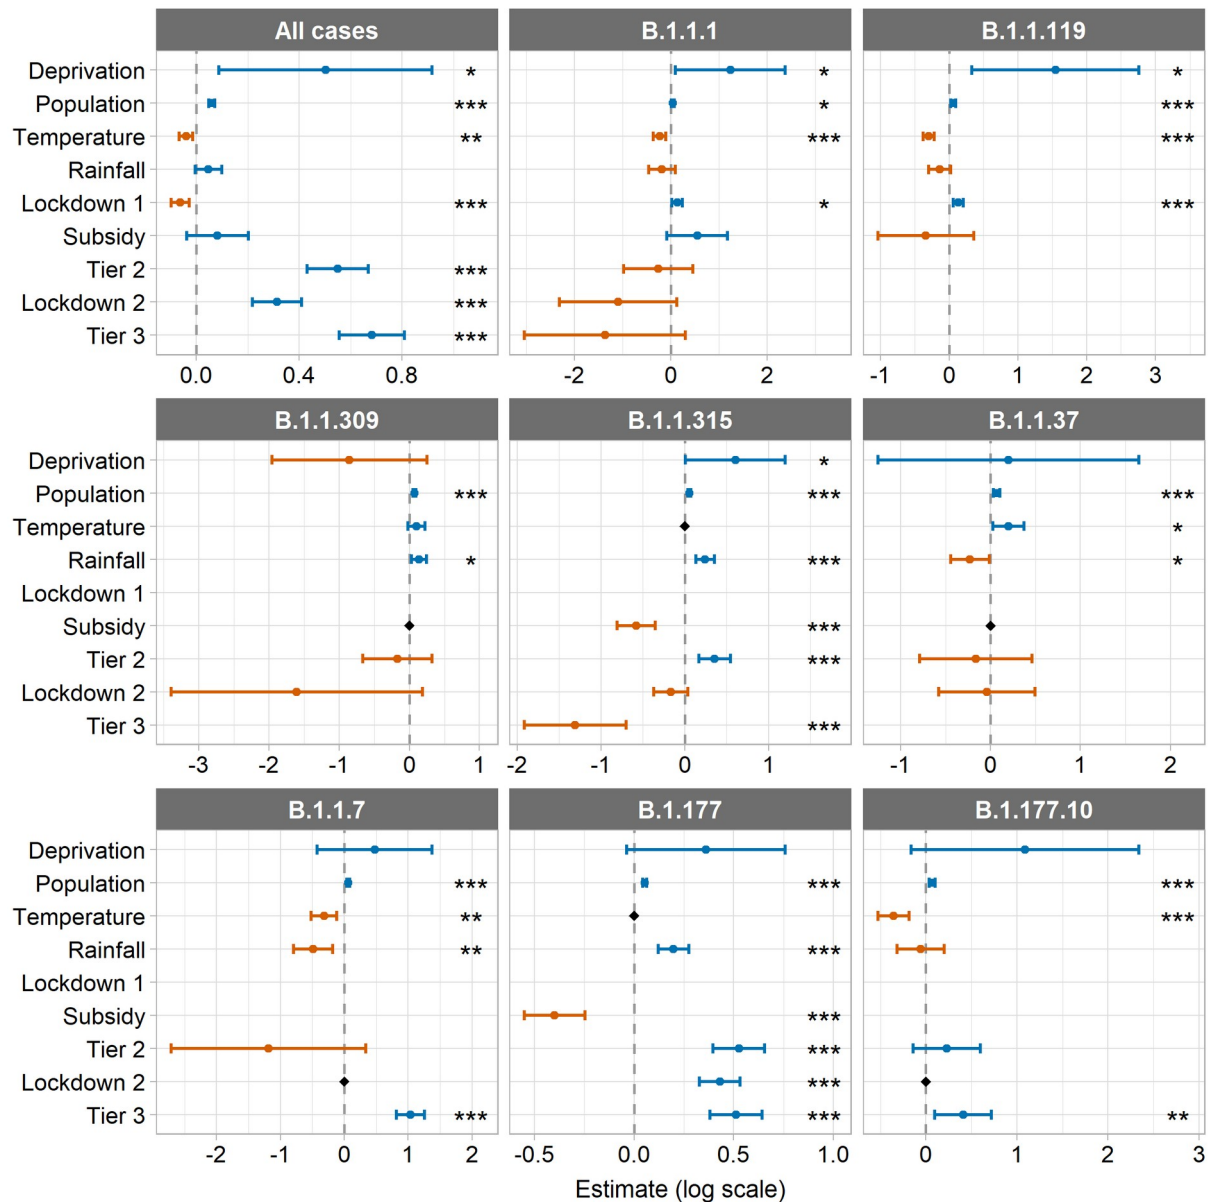 All cases B.1.1.1 B.1.1.119
Deprivation * * *
Population *** * ***
Temperature ** *** ***
Rainfall
Lockdown 1 *** * ***
Subsidy
Tier 2 ***
Lockdown 2 ***
Tier 3 ***
0.0 0.4 0.8 -2 0 2 -1 0 1 2 3
B.1.1.309 B.1.1.315 B.1.1.37
Deprivation *
Population *** *** ***
Temperature *
Rainfall * *** *
Lockdown 1
Subsidy ***
Tier 2 ***
Lockdown 2
Tier 3 ***
-3 -2 -1 0 1 -2 -1 0 1 -1 0 1 2
B.1.1.7 B.1.177 B.1.177.10
Deprivation
Population *** *** ***
Temperature ** ***
Rainfall ** ***
Lockdown 1
Subsidy ***
Tier 2 ***
Lockdown 2 ***
Tier 3 *** *** **
-2 -1 0 1 2 -0.5 0.0 0.5 1.0 0 1 2 3
Estimate (log scale)